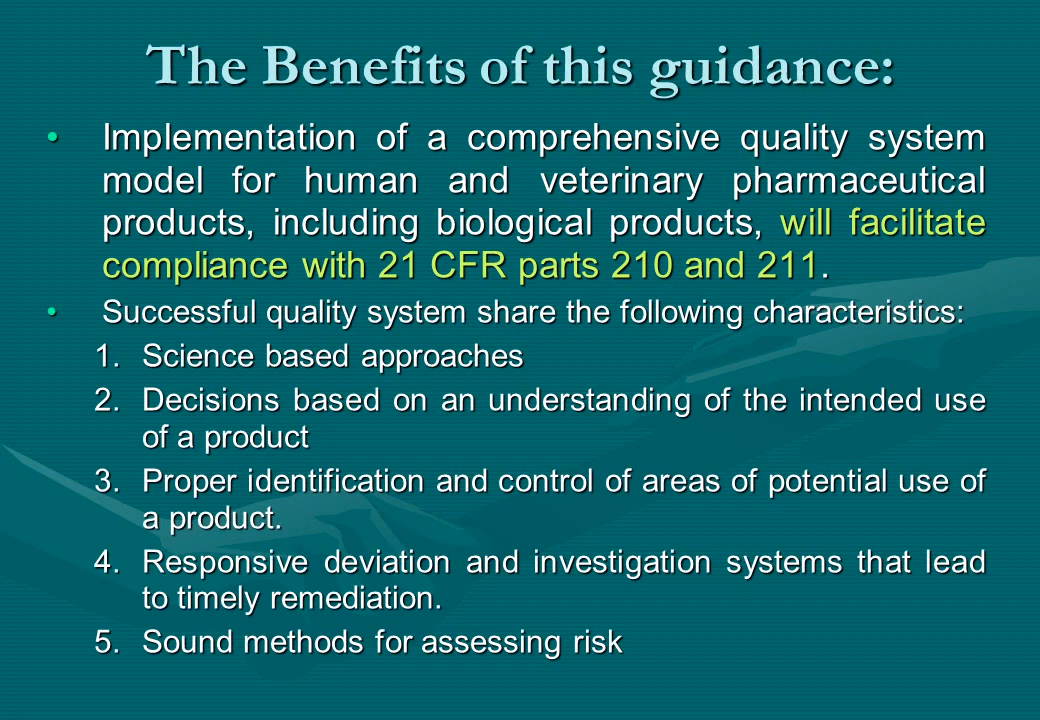 The Benefits of this guidance:
• Implementation of a comprehensive quality system
model for human and veterinary pharmaceutical
products, including biological products, will facilitate
compliance with 21 CFR parts 210 and 211.
• Successful quality system share the following characteristics:
1. Science based approaches
2. Decisions based on an understanding of the intended use
of a product
3. Proper identification and control of areas of potential use of
a product.
4. Responsive deviation and investigation systems that lead
to timely remediation.
5. Sound methods for assessing risk